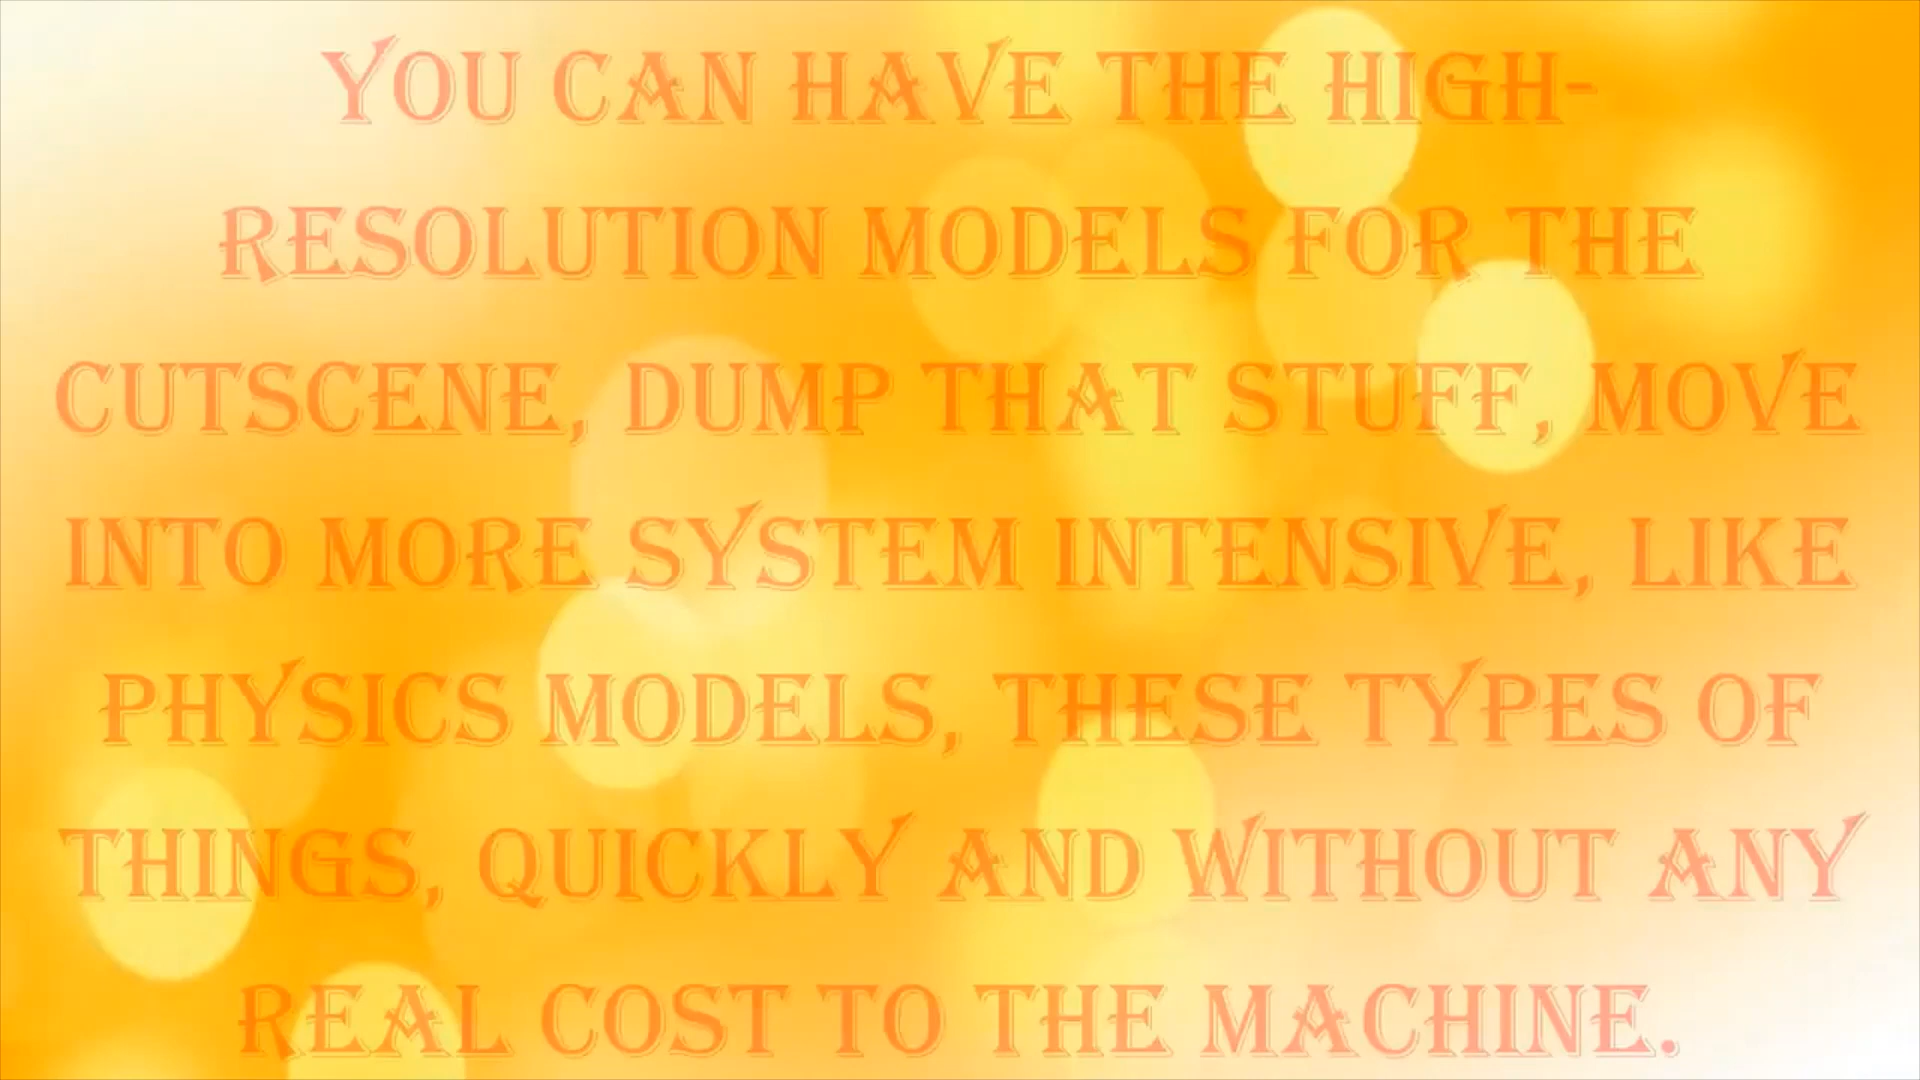 YOU CAN HAVE THE HIGH-
RESOLUTION MODELS FOR THE
CUTSCENE, DUMP THAT STUFF, MOVE
INTO MORE SYSTEM INTENSIVE, LIKE
PHYSICS MODELS, THESE TYPES OF
THINGS, QUICKLY AND WITHOUT ANY
REAL COST TO THE MACHINE.